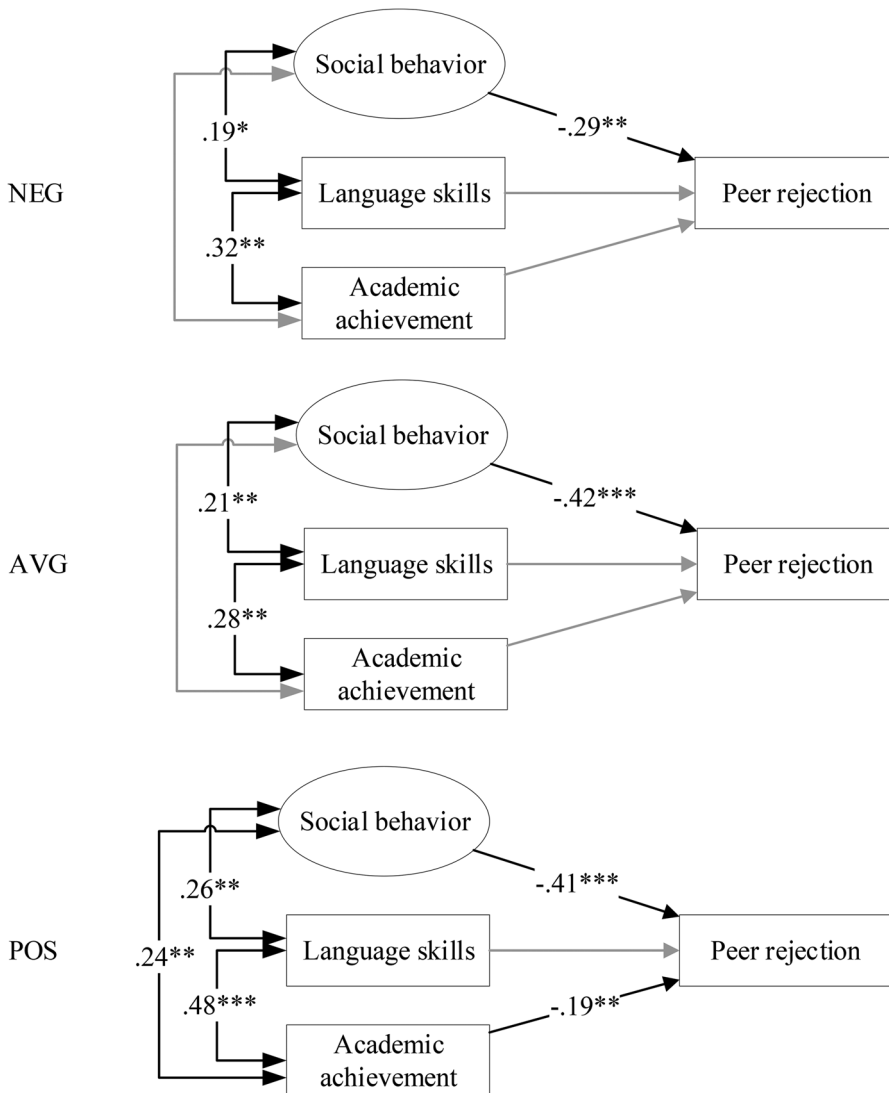 Social behavior
.19*
-.29**
NEG
Language skills
Peer rejection
.32**
Academic
achievement
Social behavior
.21**
-.42***
AVG
Language skills
Peer rejection
.28**
Academic
achievement
Social behavior
.26**
-.41***
POS
.24**
Language skills
Peer rejection
.48***
-.19**
Academic
achievement